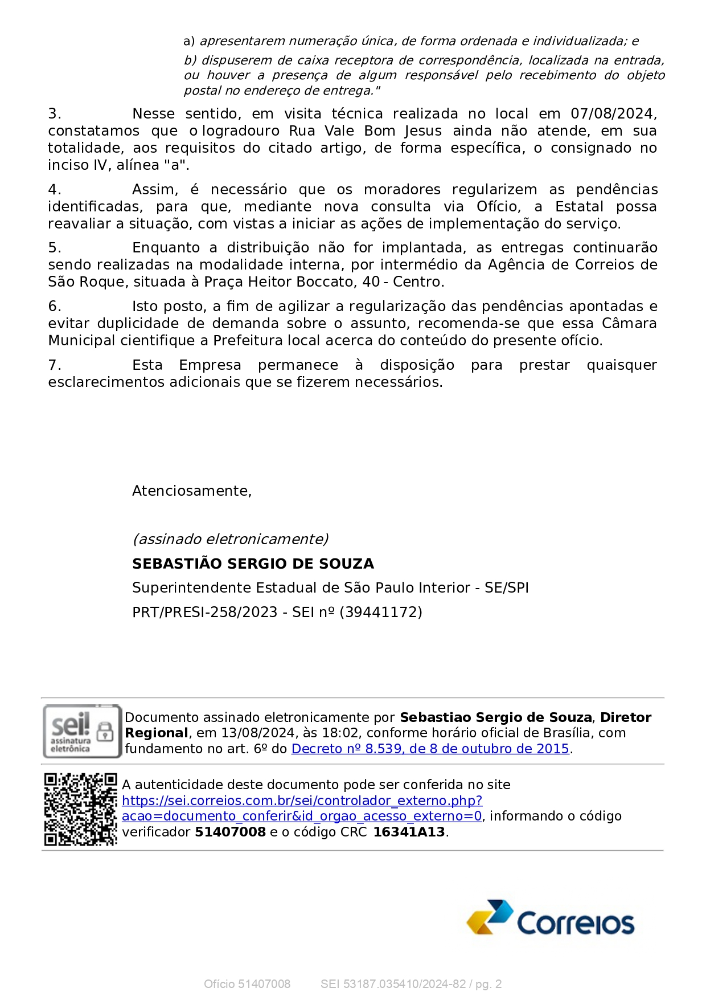 a) apresentarem numeração única, de forma ordenada e individualizada; e
b) dispuserem de caixa receptora de correspondência, localizada na entrada,
ou houver a presença de algum responsável pelo recebimento do objeto
postal no endereço de entrega."
3. Nesse sentido, em visita técnica realizada no local em 07/08/2024,
constatamos que o logradouro Rua Vale Bom Jesus ainda não atende, em sua
totalidade, aos requisitos do citado artigo, de forma específica, o consignado no
inciso IV, alínea "a".
4. Assim, é necessário que os moradores regularizem as pendências
identificadas, para que, mediante nova consulta via Ofício, a Estatal possa
reavaliar a situação, com vistas a iniciar as ações de implementação do serviço.
5. Enquanto a distribuição não for implantada, as entregas continuarão
sendo realizadas na modalidade interna, por intermédio da Agência de Correios de
São Roque, situada à Praça Heitor Boccato, 40 - Centro.
6. Isto posto, a fim de agilizar a regularização das pendências apontadas e
evitar duplicidade de demanda sobre o assunto, recomenda-se que essa Câmara
Municipal cientifique a Prefeitura local acerca do conteúdo do presente ofício.
7. Esta Empresa permanece à disposição para prestar quaisquer
esclarecimentos adicionais que se fizerem necessários.
Atenciosamente,
(assinado eletronicamente)
SEBASTIÃO SERGIO DE SOUZA
Superintendente Estadual de São Paulo Interior - SE/SPI
PRT/PRESI-258/2023 - SEI nº (39441172)
sei!
assinatura
eletrônica
Documento assinado eletronicamente por Sebastiao Sergio de Souza, Diretor
Regional, em 13/08/2024, às 18:02, conforme horário oficial de Brasília, com
fundamento no art. 6º do Decreto nº 8.539, de 8 de outubro de 2015.
A autenticidade deste documento pode ser conferida no site
https://sei.correios.com.br/sei/controlador_externo.php?
acao=documento_conferir&id_orgao_acesso_externo=0, informando o código
verificador 51407008 e o código CRC 16341A13.
Correios
Ofício 51407008 SEI 53187.035410/2024-82 / pg. 2